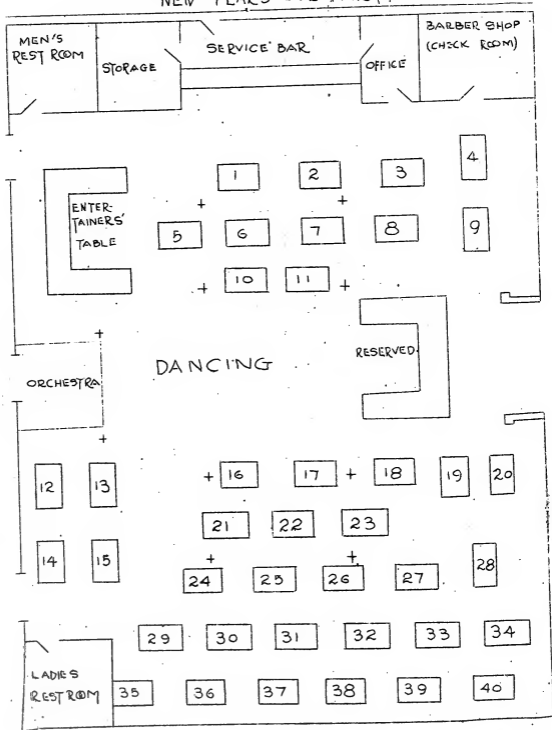 MEN'S
REST ROOM
STORAGE
SERVICE BAR
OFFICE
BARBER SHOP
(CHECK ROOM)
1
2
3
4
ENTER-
TAINERS'
TABLE
5
6
7
8
9
10
11
ORCHESTRA
DANCING
RESERVED
12
13
16
17
18
19
20
21
22
23
14
15
24
25
26
27
28
29
30
31
32
33
34
LADIES
REST ROOM
35
36
37
38
39
40